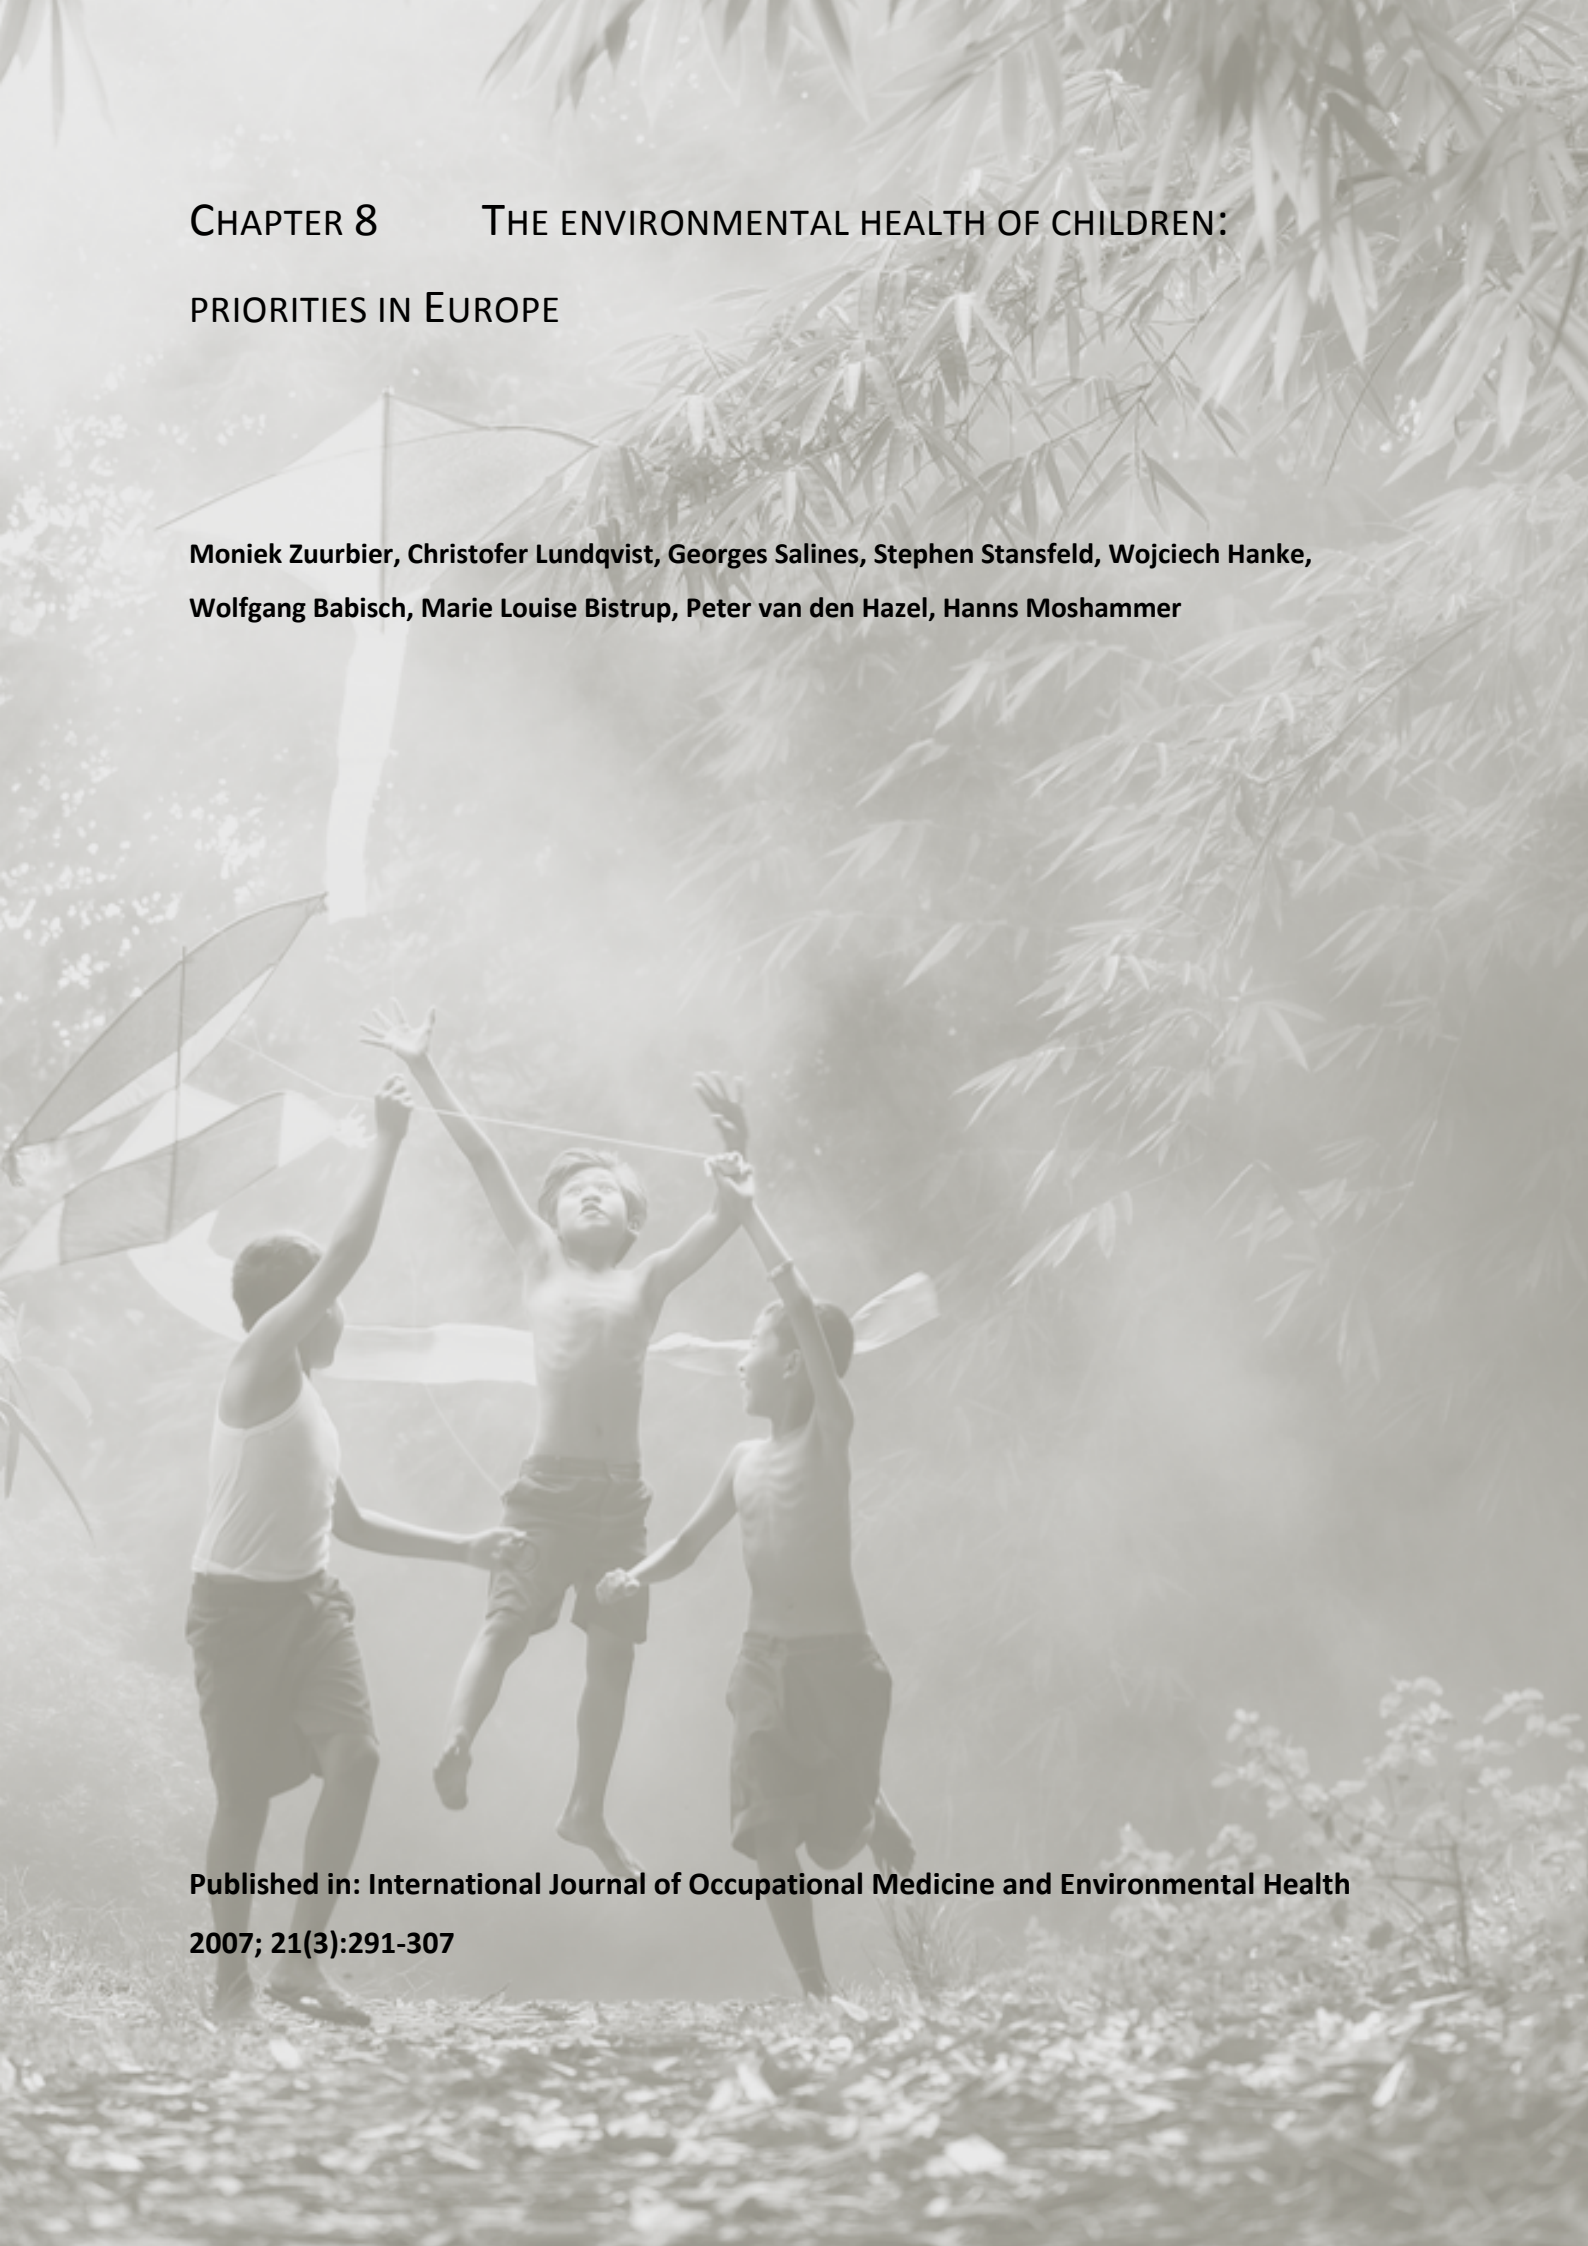 CHAPTER 8 THE ENVIRONMENTAL HEALTH OF CHILDREN:
PRIORITIES IN EUROPE
Moniek Zuurbier, Christofer Lundqvist, Georges Salines, Stephen Stansfeld, Wojciech Hanke,
Wolfgang Babisch, Marie Louise Bistrup, Peter van den Hazel, Hanns Moshammer
Published in: International Journal of Occupational Medicine and Environmental Health
2007; 21(3):291-307